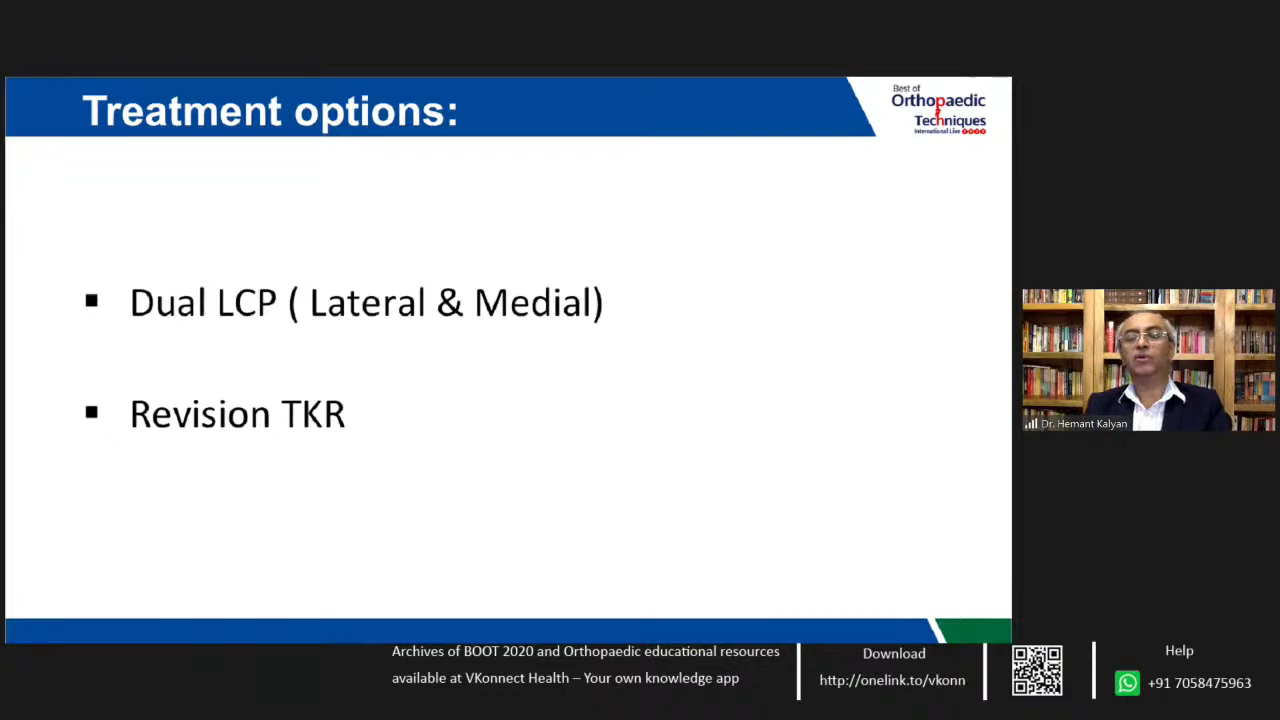 Treatment options:
Best of
Orthopaedic
Techniques
International Live 2020
▪ Dual LCP ( Lateral & Medial)
▪ Revision TKR
Dr. Hemant Kalyan
Archives of BOOT 2020 and Orthopaedic educational resources
available at VKonnect Health – Your own knowledge app
Download
http://onelink.to/vkonn
Help
+91 7058475963